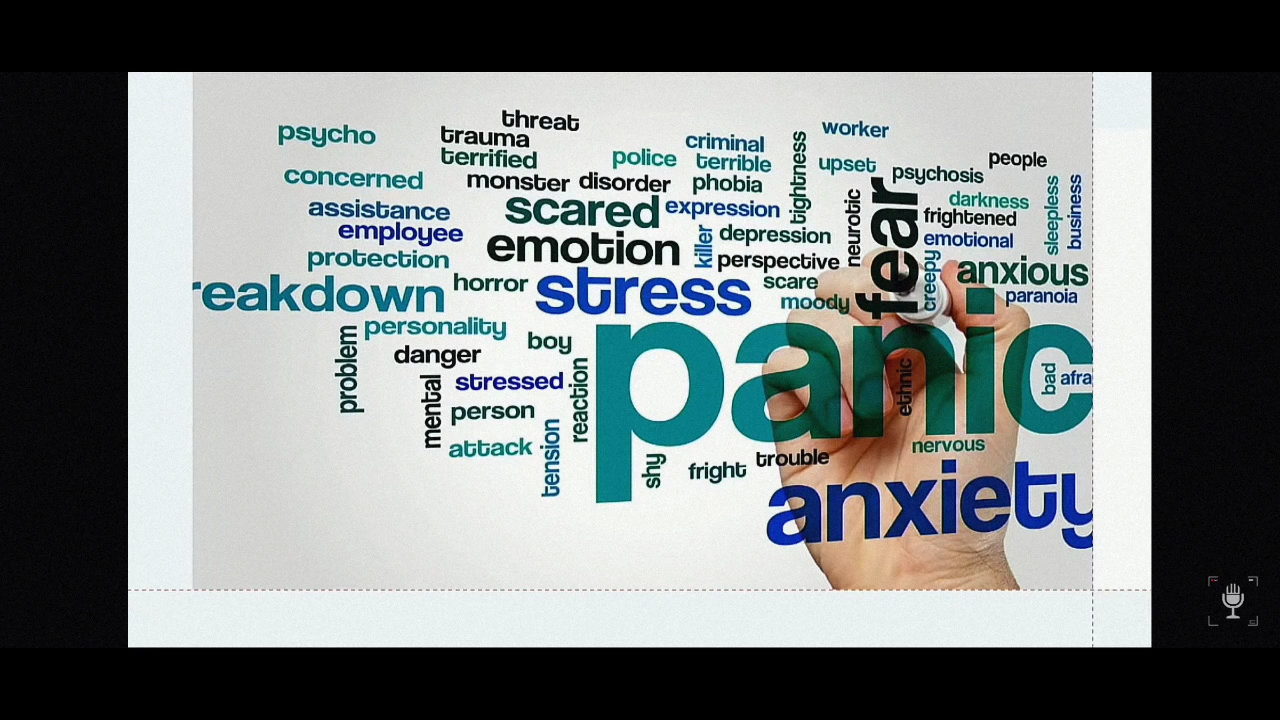 threat
psycho
trauma
worker
criminal
terrified
police
terrible
tightness
upset
people
concerned
monster
disorder
phobia
psychosis
assistance
scared
expression
neurotic
fear
darkness
sleepless
business
employee
emotion
killer
depression
frightened
protection
perspective
emotional
reakdown
horror
stress
scare
creepy
anxious
moody
paranoia
personality
boy
panic
problem
danger
mental
stressed
reaction
ethnic
bad
afra
person
attack
tension
shy
fright
trouble
nervous
anxiety